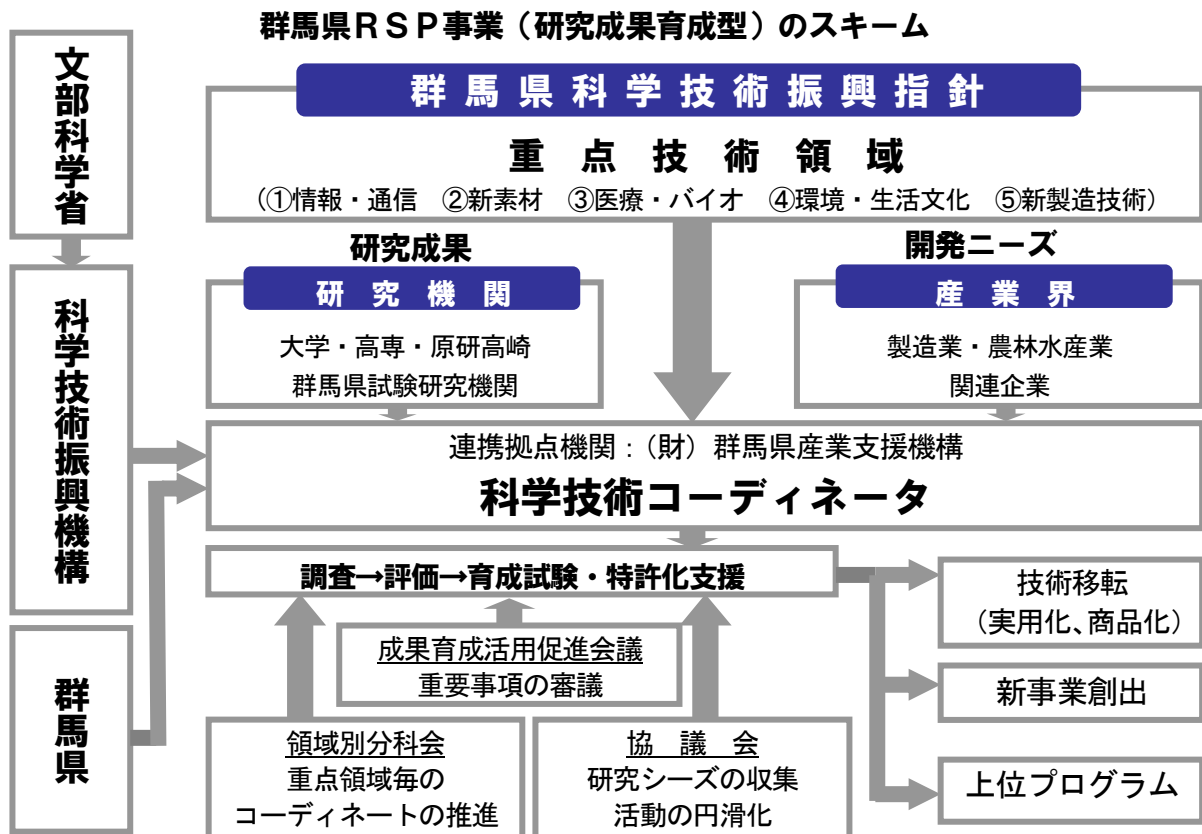 群馬県RSP事業（研究成果育成型）のスキーム
文部科学省
科学技術振興機構
群馬県
群馬県科学技術振興指針
重点技術領域
（①情報・通信　②新素材　③医療・バイオ　④環境・生活文化　⑤新製造技術）
研究成果
研究機関
大学・高専・原研高崎
群馬県試験研究機関
開発ニーズ
産業界
製造業・農林水産業
関連企業
連携拠点機関：（財）群馬県産業支援機構
科学技術コーディネータ
調査→評価→育成試験・特許化支援
成果育成活用促進会議
重要事項の審議
領域別分科会
重点領域毎の
コーディネートの推進
協　議　会
研究シーズの収集
活動の円滑化
技術移転
（実用化、商品化）
新事業創出
上位プログラム